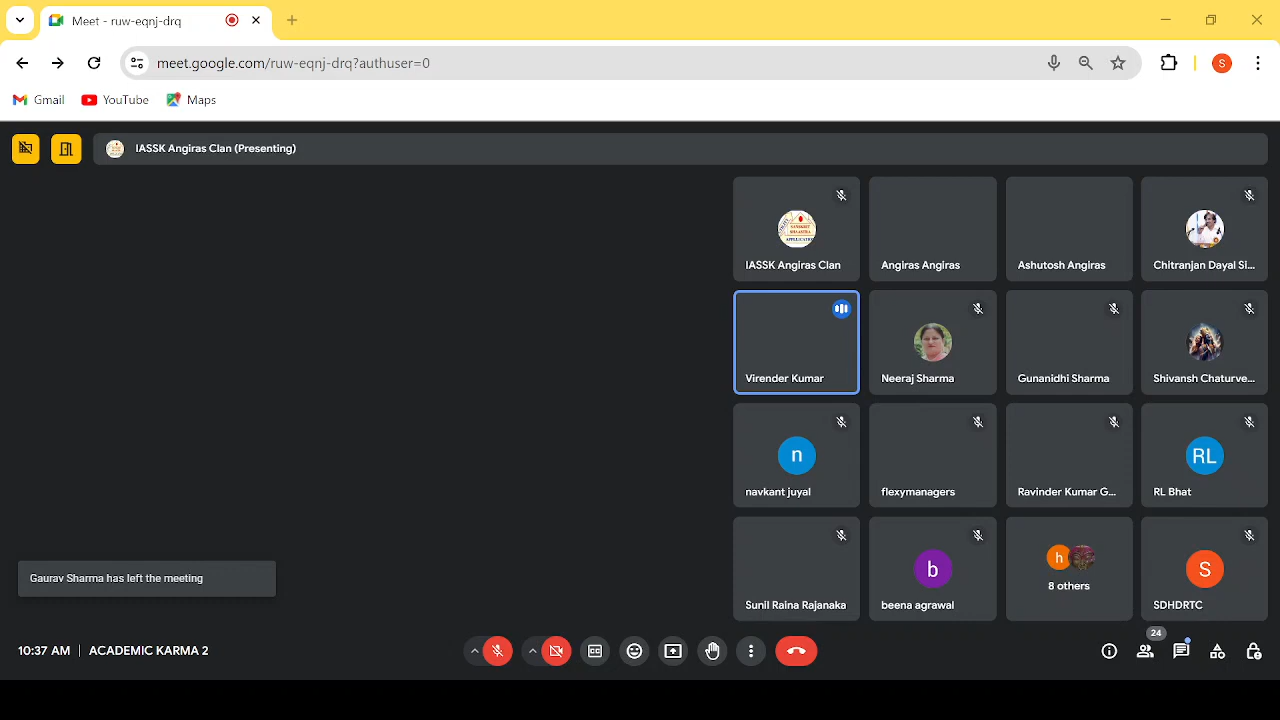 Meet - ruw-eqnj-drq
meet.google.com/ruw-eqnj-drq?authuser=0
S
Gmail
YouTube
Maps
IASSK Angiras Clan (Presenting)
IASSK Angiras Clan
Angiras Angiras
Ashutosh Angiras
Chitranjan Dayal Si...
Virender Kumar
Neeraj Sharma
Gunanidhi Sharma
Shivansh Chaturve...
n
RL
navkant juyal
flexymanagers
Ravinder Kumar G...
RL Bhat
b
h
S
Sunil Raina Rajanaka
beena agrawal
8 others
SDHDRTC
Gaurav Sharma has left the meeting
10:37 AM
ACADEMIC KARMA 2
24